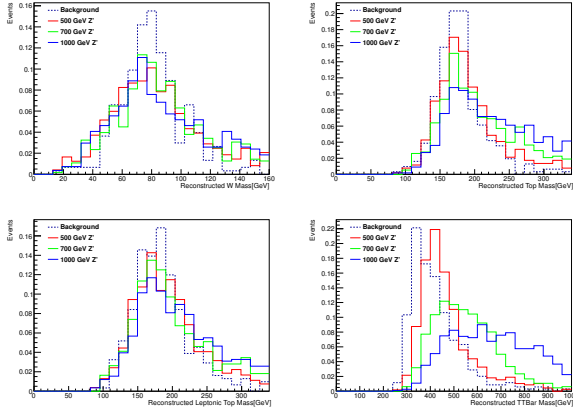 Events
0.16
0.14
0.12
0.1
0.08
0.06
0.04
0.02
0
Background
500 GeV Z'
700 GeV Z'
1000 GeV Z'
0 20 40 60 80 100 120 140 160
Reconstructed W Mass[GeV]
Events
0.2
0.18
0.16
0.14
0.12
0.1
0.08
0.06
0.04
0.02
0
Background
500 GeV Z'
700 GeV Z'
1000 GeV Z'
0 50 100 150 200 250 300
Reconstructed Top Mass[GeV]
Events
0.16
0.14
0.12
0.1
0.08
0.06
0.04
0.02
0
Background
500 GeV Z'
700 GeV Z'
1000 GeV Z'
0 50 100 150 200 250 300
Reconstructed Leptonic Top Mass[GeV]
Events
0.22
0.2
0.18
0.16
0.14
0.12
0.1
0.08
0.06
0.04
0.02
0
Background
500 GeV Z'
700 GeV Z'
1000 GeV Z'
0 100 200 300 400 500 600 700 800 900
Reconstructed TTBar Mass[GeV]